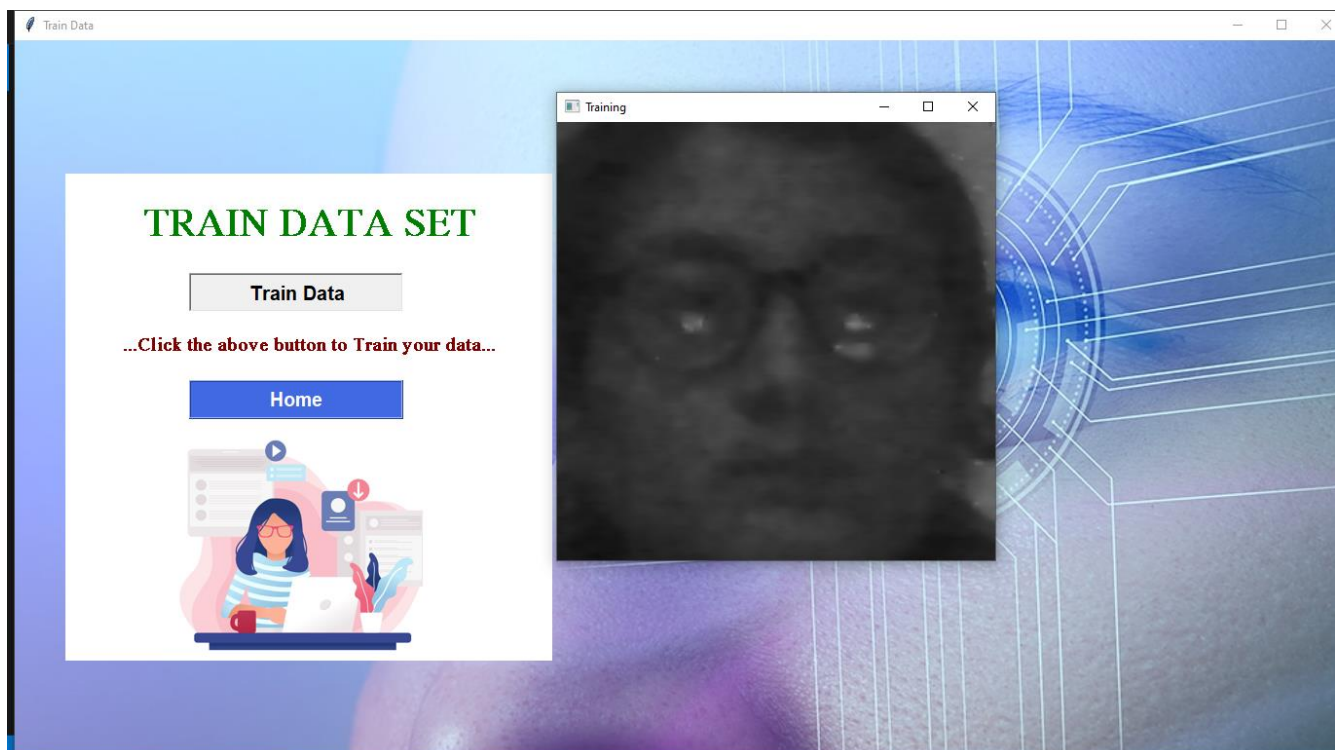 Train Data
Training
TRAIN DATA SET
Train Data
...Click the above button to Train your data...
Home